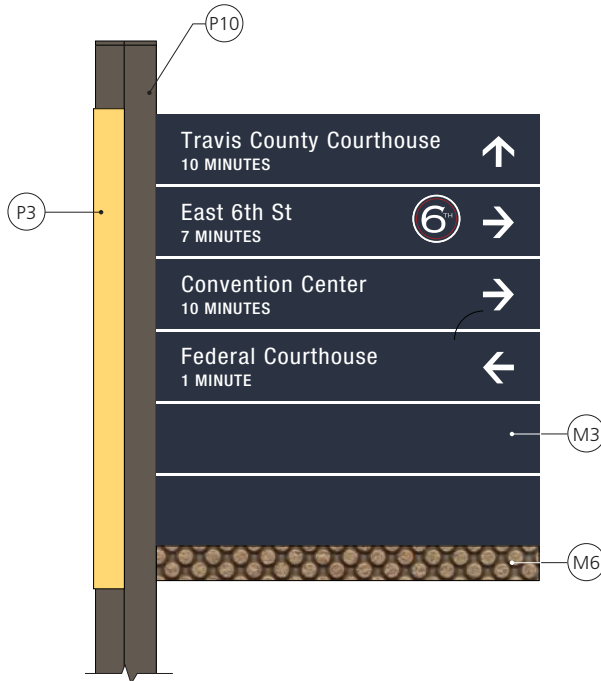 P10
Travis County Courthouse
10 MINUTES
P3
East 6th St
7 MINUTES
6TH
Convention Center
10 MINUTES
Federal Courthouse
1 MINUTE
M3
M6